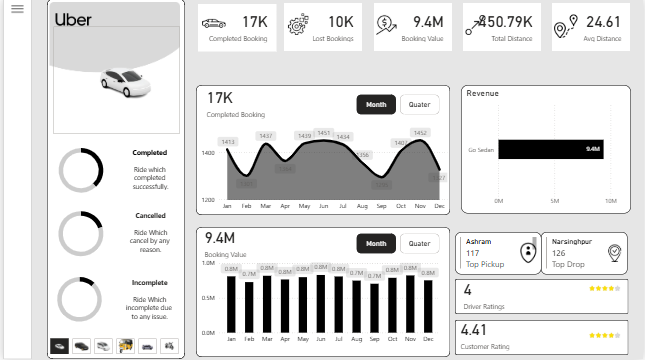 Uber
Completed
Ride which
completed
successfully.
Cancelled
Ride Which
cancel by any
reason.
Incomplete
Ride Which
incomplete due
to any issue.
17K
Completed Booking
10K
Lost Bookings
9.4M
Booking Value
450.79K
Total Distance
24.61
Avg Distance
17K
Completed Booking
Month
Quater
1413
1437
1439
1451
1434
1452
1400
1200
Jan Feb Mar Apr May Jun Jul Aug Sep Oct Nov Dec
Revenue
Go Sedan
9.4M
0M 5M 10M
9.4M
Booking Value
Month
Quater
1.0M
0.8M 0.7M 0.8M 0.8M 0.8M 0.8M 0.8M 0.8M 0.7M 0.8M 0.8M 0.8M
0.5M
0.0M
Jan Feb Mar Apr May Jun Jul Aug Sep Oct Nov Dec
Ashram
117
Top Pickup
Narsinghpur
126
Top Drop
4
Driver Ratings
4.41
Customer Rating